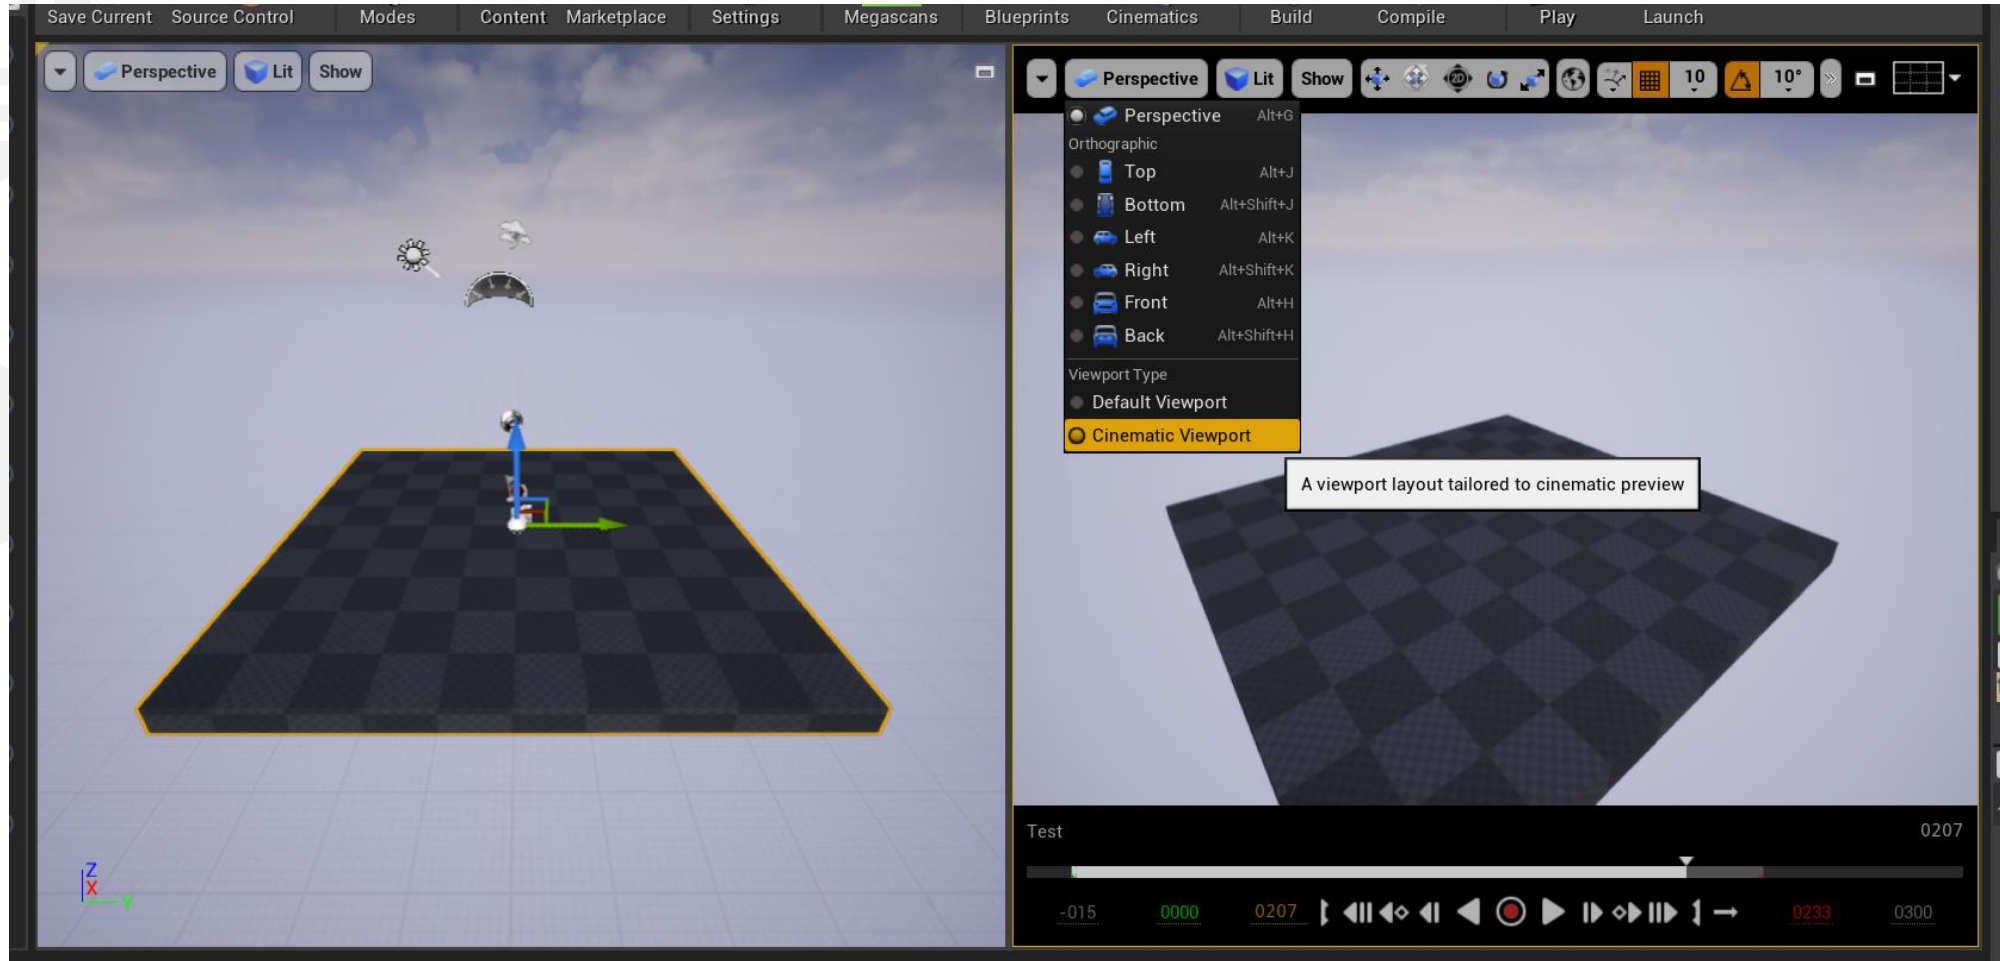 Save Current Source Control Modes Content Marketplace Settings Megascans Blueprints Cinematics Build Compile Play Launch
Perspective Lit Show
Z
X
Y
Perspective Lit Show 2D 10 10°
Perspective Alt+G
Orthographic
Top Alt+J
Bottom Alt+Shift+J
Left Alt+K
Right Alt+Shift+K
Front Alt+H
Back Alt+Shift+H
Viewport Type
Default Viewport
Cinematic Viewport
A viewport layout tailored to cinematic preview
Test 0207
-015 0000 0207 0233 0300